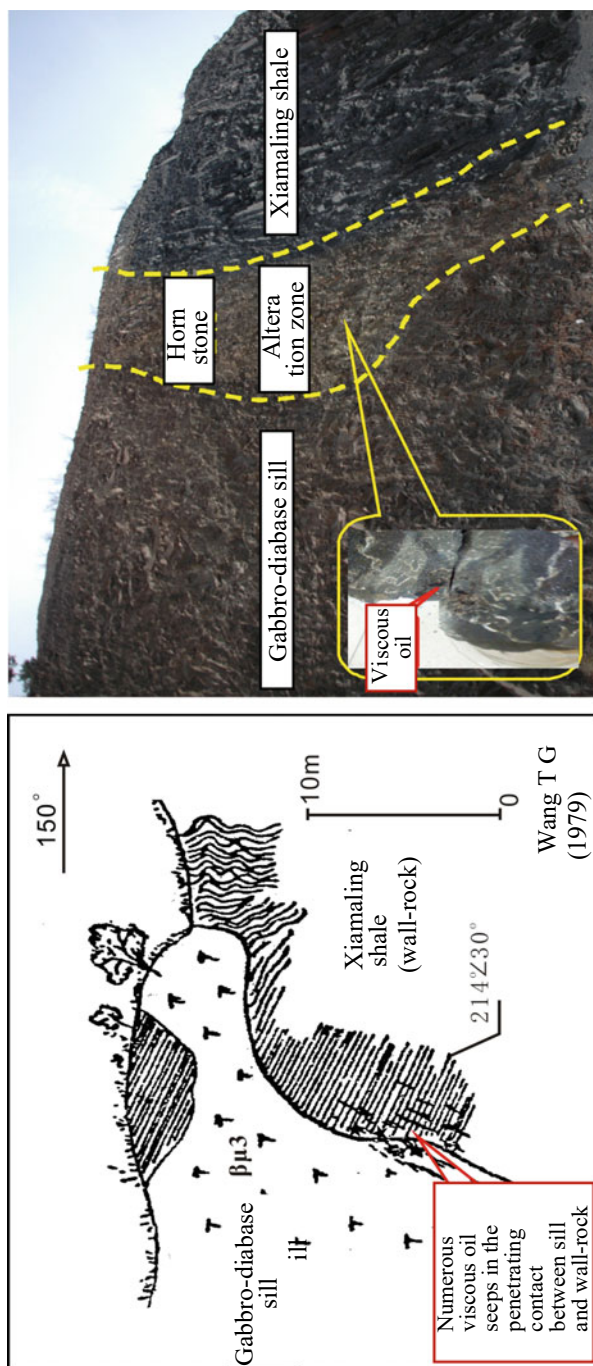 150°
10m
0
Wang T G
(1979)
Xiamaling
shale
(wall-rock)
214°∠30°
βμ3
Gabbro-diabase
sill
ill
Numerous
viscous oil
seeps in the
penetrating
contact
between sill
and wall-rock
Gabbro-diabase sill
Horn
stone
Altera
tion zone
Xiamaling shale
Viscous
oil